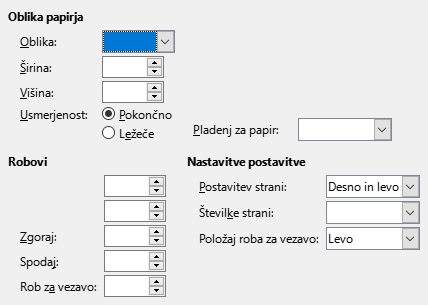 Oblika papirja
Oblika:
Širina:
Višina:
Usmerjenost: Pokončno
Ležeče
Pladenj za papir:
Robovi
Zgoraj:
Spodaj:
Rob za vezavo:
Nastavitve postavitve
Postavitev strani: Desno in levo
Številke strani:
Položaj roba za vezavo: Levo